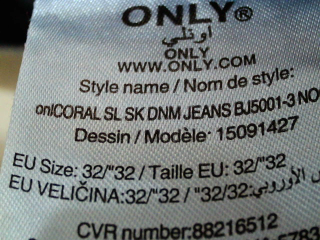 ONLY®
اونلي
ONLY
WWW.ONLY.COM
Style name / Nom de style:
onlCORAL SL SK DNM JEANS BJ5001-3 NO
Dessin / Modèle: 15091427
EU Size: 32/"32 / Taille EU: 32/"32
EU VELIČINA:32/"32 / "32/32:الأوروبي
CVR number:88216512
5783